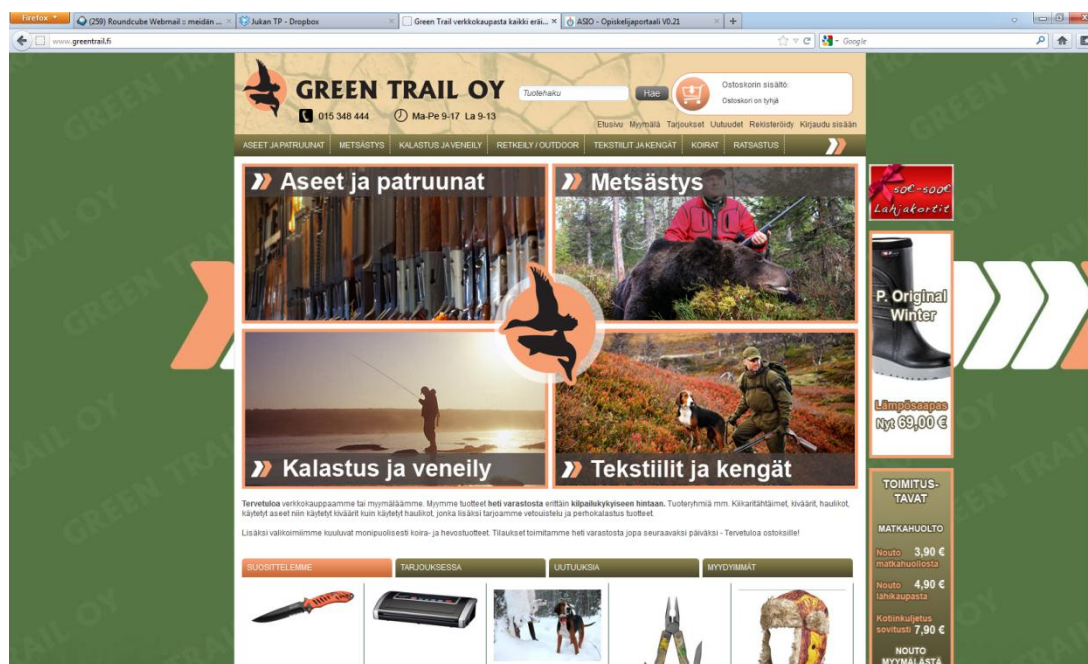 Firefox
(259) Roundcube Webmail :: meidän ...
Jukan TP - Dropbox
Green Trail verkkokaupasta kaikki eräi...
ASIO - Opiskelijaportaali V0.21
www.greentrail.fi
Google
GREEN TRAIL OY
Tuotehaku
Hae
Ostoskorin sisältö:
Ostoskori on tyhjä
015 348 444
Ma-Pe 9-17 La 9-13
Etusivu Myymälä Tarjoukset Uutuudet Rekisteröidy Kirjaudu sisään
ASEET JA PATRUUNAT METSÄSTYS KALASTUS JA VENEILY RETKEILY / OUTDOOR TEKSTIILIT JA KENGÄT KOIRAT RATSASTUS
Aseet ja patruunat
Metsästys
Kalastus ja veneily
Tekstiilit ja kengät
50€-500€
Lahjakortit
P. Original
Winter
Lämpösaapas
Nyt 69,00 €
TOIMITUS-
TAVAT
MATKAHUOLTO
Nouto 3,90 €
matkahuollosta
Nouto 4,90 €
lähikaupasta
Kotiinkuljetus
sovitusti 7,90 €
NOUTO
MYYMÄLÄSTÄ
Tervetuloa verkkokauppaamme tai myymäläämme. Myymme tuotteet heti varastosta erittäin kilpailukykyiseen hintaan. Tuoteryhmiä mm. Kiikaritähtäimet, kiväärit, haulikot,
käytetyt aseet niin käytetyt kiväärit kuin käytetyt haulikot, jonka lisäksi tarjoamme vetouistelu ja perhokalastus tuotteet.
Lisäksi valikoimiimme kuuluvat monipuolisesti koira- ja hevostuotteet. Tilaukset toimitamme heti varastosta jopa seuraavaksi päiväksi - Tervetuloa ostoksille!
SUOSITTELEMME TARJOUKSESSA UUTUUKSIA MYYDYIMMÄT